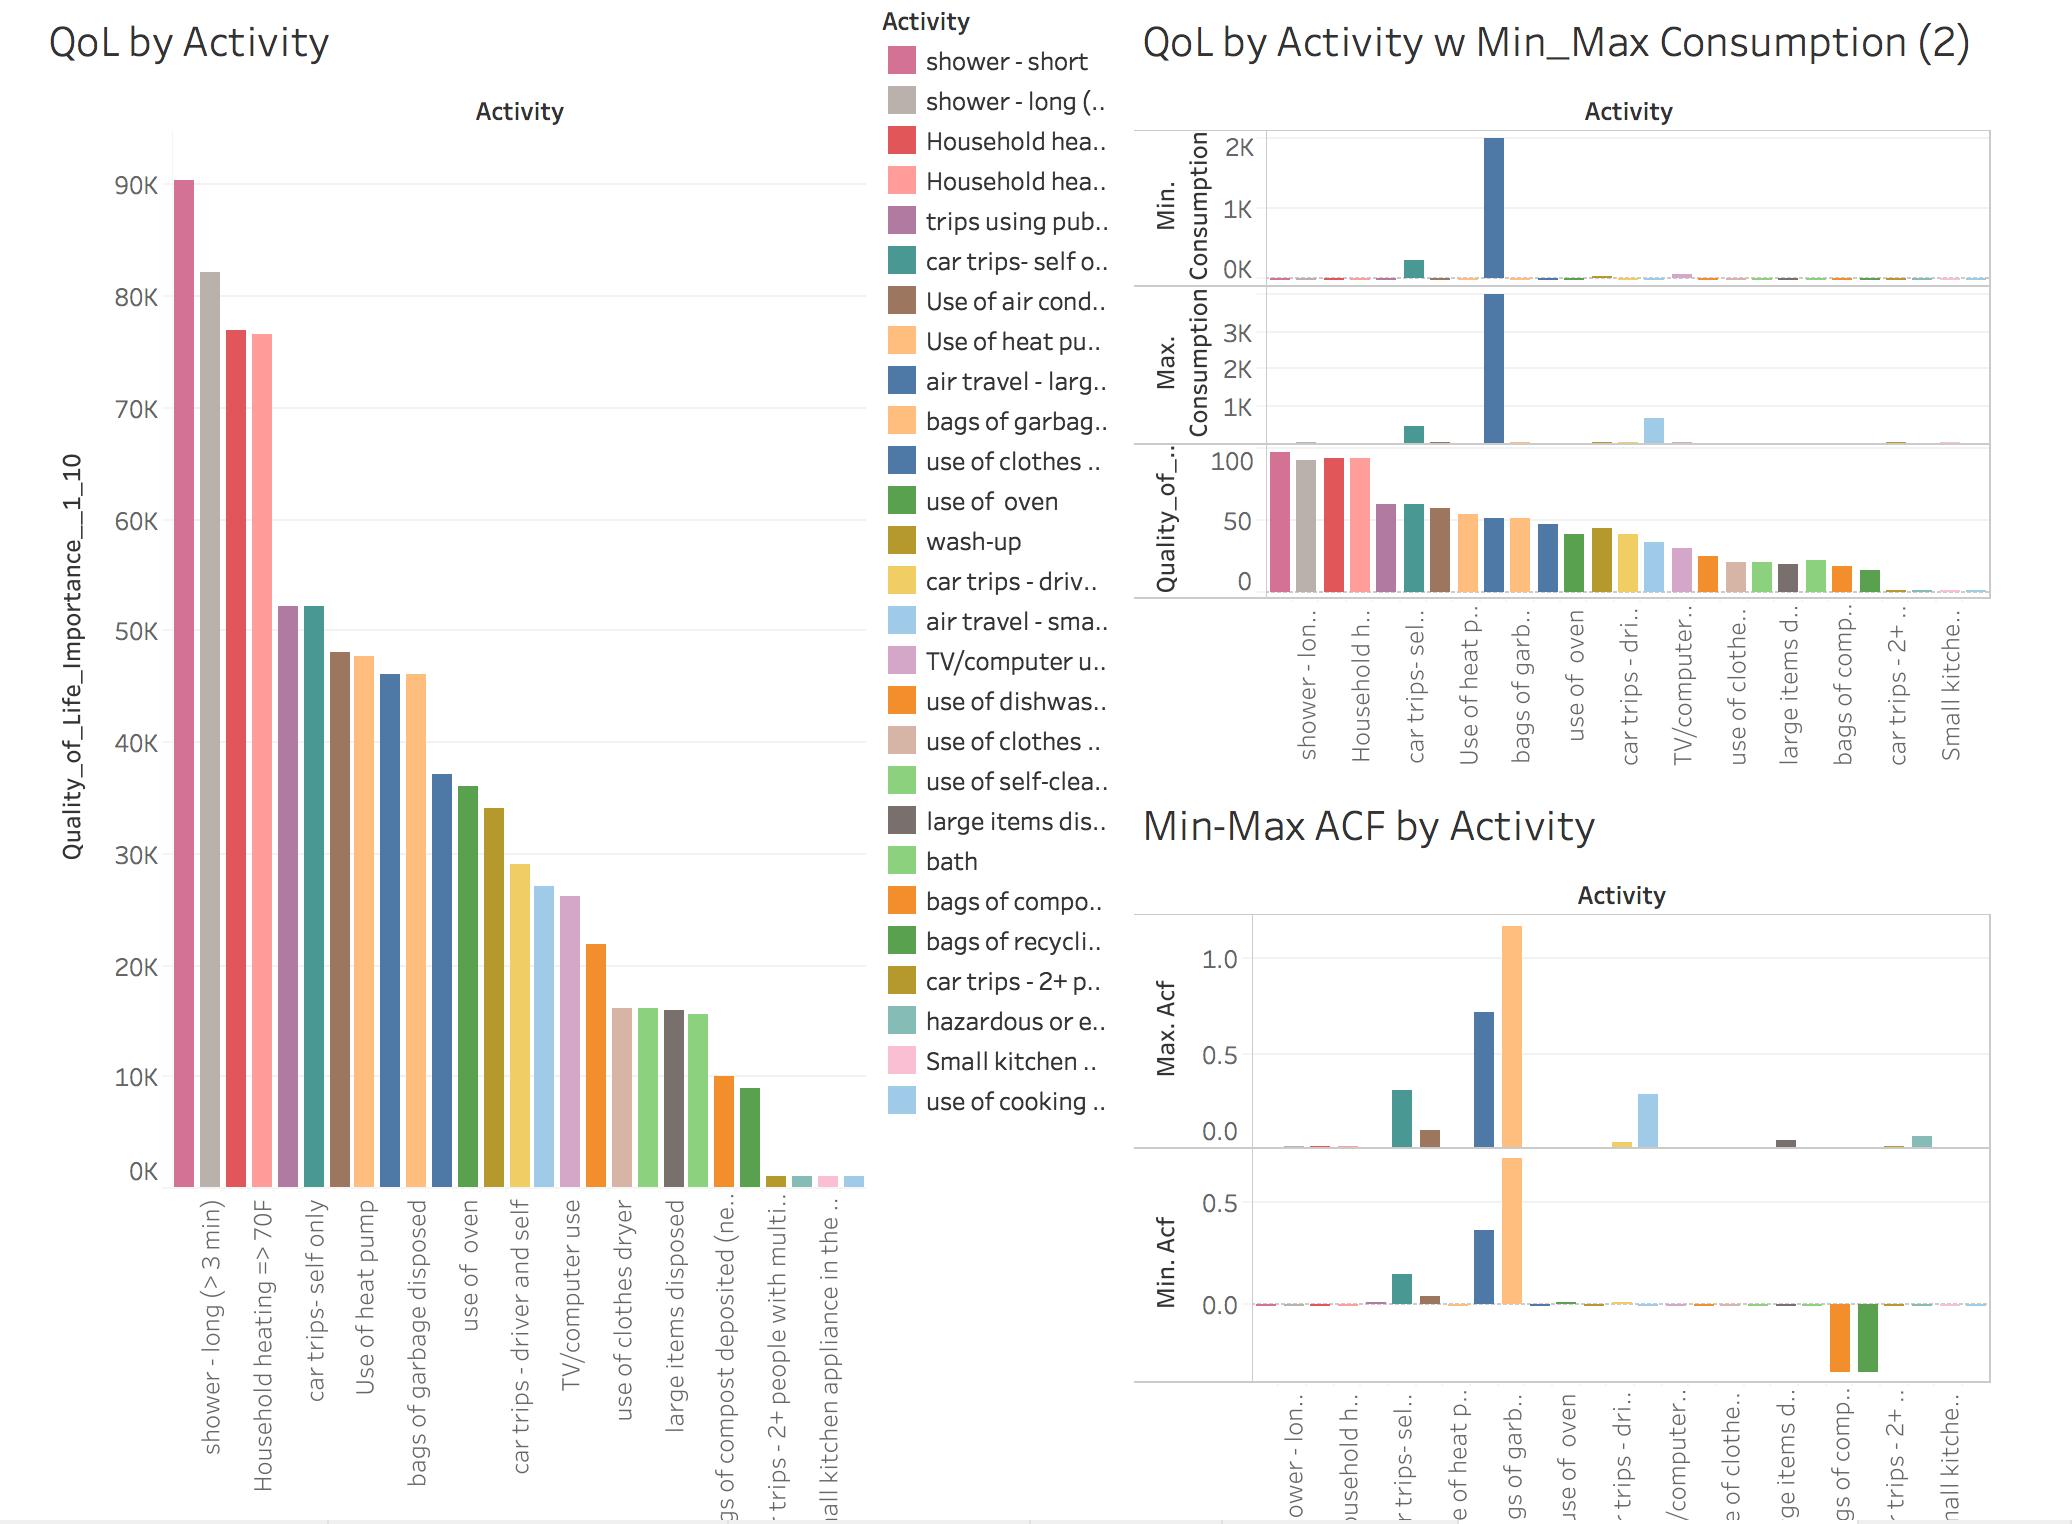 QoL by Activity
Activity
90K
80K
70K
60K
50K
40K
30K
20K
10K
0K
Quality_of_Life_Importance__1_10
shower - long (> 3 min)
Household heating => 70F
car trips- self only
Use of heat pump
bags of garbage disposed
use of  oven
car trips - driver and self
TV/computer use
use of clothes dryer
large items disposed
gs of compost deposited (ne..
r trips - 2+ people with multi..
nall kitchen appliance in the ..
Activity
shower - short
shower - long (..
Household hea..
Household hea..
trips using pub..
car trips- self o..
Use of air cond..
Use of heat pu..
air travel - larg..
bags of garbag..
use of clothes ..
use of  oven
wash-up
car trips - driv..
air travel - sma..
TV/computer u..
use of dishwas..
use of clothes ..
use of self-clea..
large items dis..
bath
bags of compo..
bags of recycli..
car trips - 2+ p..
hazardous or e..
Small kitchen ..
use of cooking ..
QoL by Activity w Min_Max Consumption (2)
Activity
Min.
Consumption
2K
1K
0K
Max.
Consumption
3K
2K
1K
Quality_of_..
100
50
0
shower - lon..
Household h..
car trips- sel..
Use of heat p..
bags of garb..
use of  oven
car trips - dri..
TV/computer..
use of clothe..
large items d..
bags of comp..
car trips - 2+ ..
Small kitche..
Min-Max ACF by Activity
Activity
Max. Acf
1.0
0.5
0.0
Min. Acf
0.5
0.0
ower - lon..
ousehold h..
r trips- sel..
e of heat p..
gs of garb..
use of  oven
r trips - dri..
/computer..
e of clothe..
ge items d..
gs of comp..
r trips - 2+ ..
nall kitche..